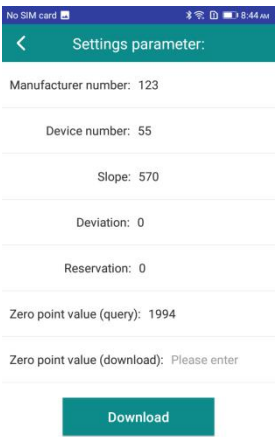 No SIM card 8:44 AM
Settings parameter:
Manufacturer number: 123
Device number: 55
Slope: 570
Deviation: 0
Reservation: 0
Zero point value (query): 1994
Zero point value (download): Please enter
Download